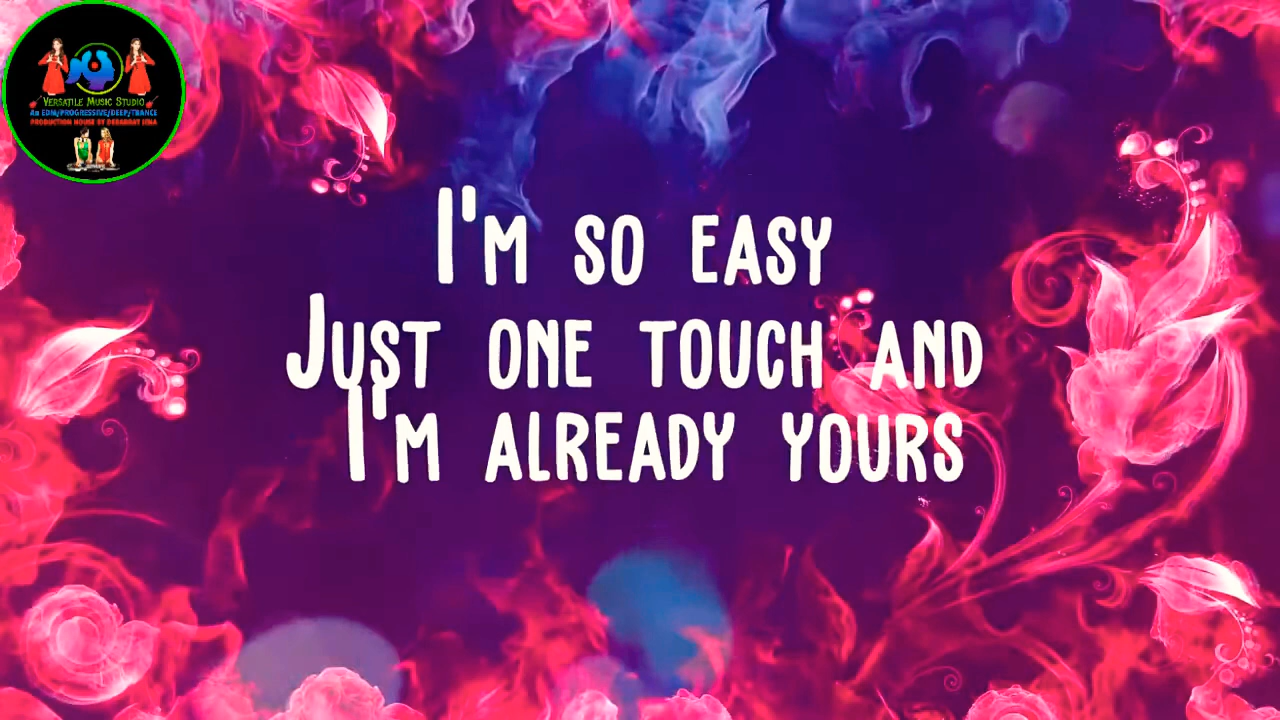 VERSATILE MUSIC STUDIO
AN EDM/PROGRESSIVE/DEEP/TRANCE
PRODUCTION HOUSE BY DEBABRAT JENA
I'M SO EASY
JUST ONE TOUCH AND
I'M ALREADY YOURS